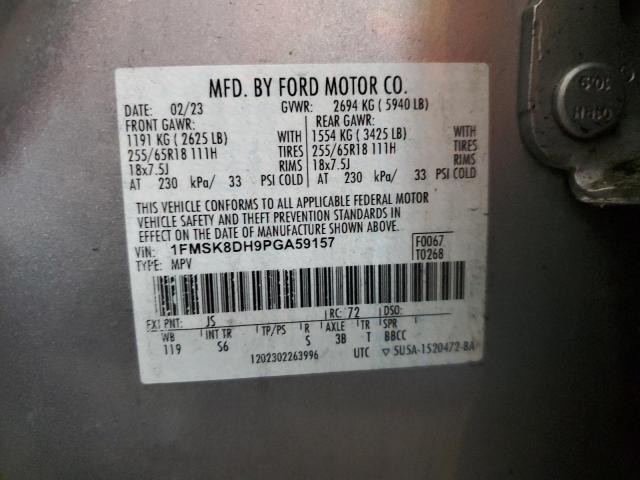 MFD. BY FORD MOTOR CO.
DATE: 02/23 GVWR: 2694 KG ( 5940 LB)
FRONT GAWR: REAR GAWR:
1191 KG ( 2625 LB) WITH 1554 KG ( 3425 LB) WITH
255/65R18 111H TIRES 255/65R18 111H TIRES
18x7.5J RIMS 18x7.5J RIMS
AT 230 kPa/ 33 PSI COLD AT 230 kPa/ 33 PSI COLD
THIS VEHICLE CONFORMS TO ALL APPLICABLE FEDERAL MOTOR
VEHICLE SAFETY AND THEFT PREVENTION STANDARDS IN
EFFECT ON THE DATE OF MANUFACTURE SHOWN ABOVE.
VIN: 1FMSK8DH9PGA59157 F0067
TYPE: MPV T0268
EXT PNT: JS RC: 72 DSO:
WB INT TR TP/PS R AXLE TR SPR
119 56 S 3B T BBCC
1202302263996 UTC 5USA-1520472-BA